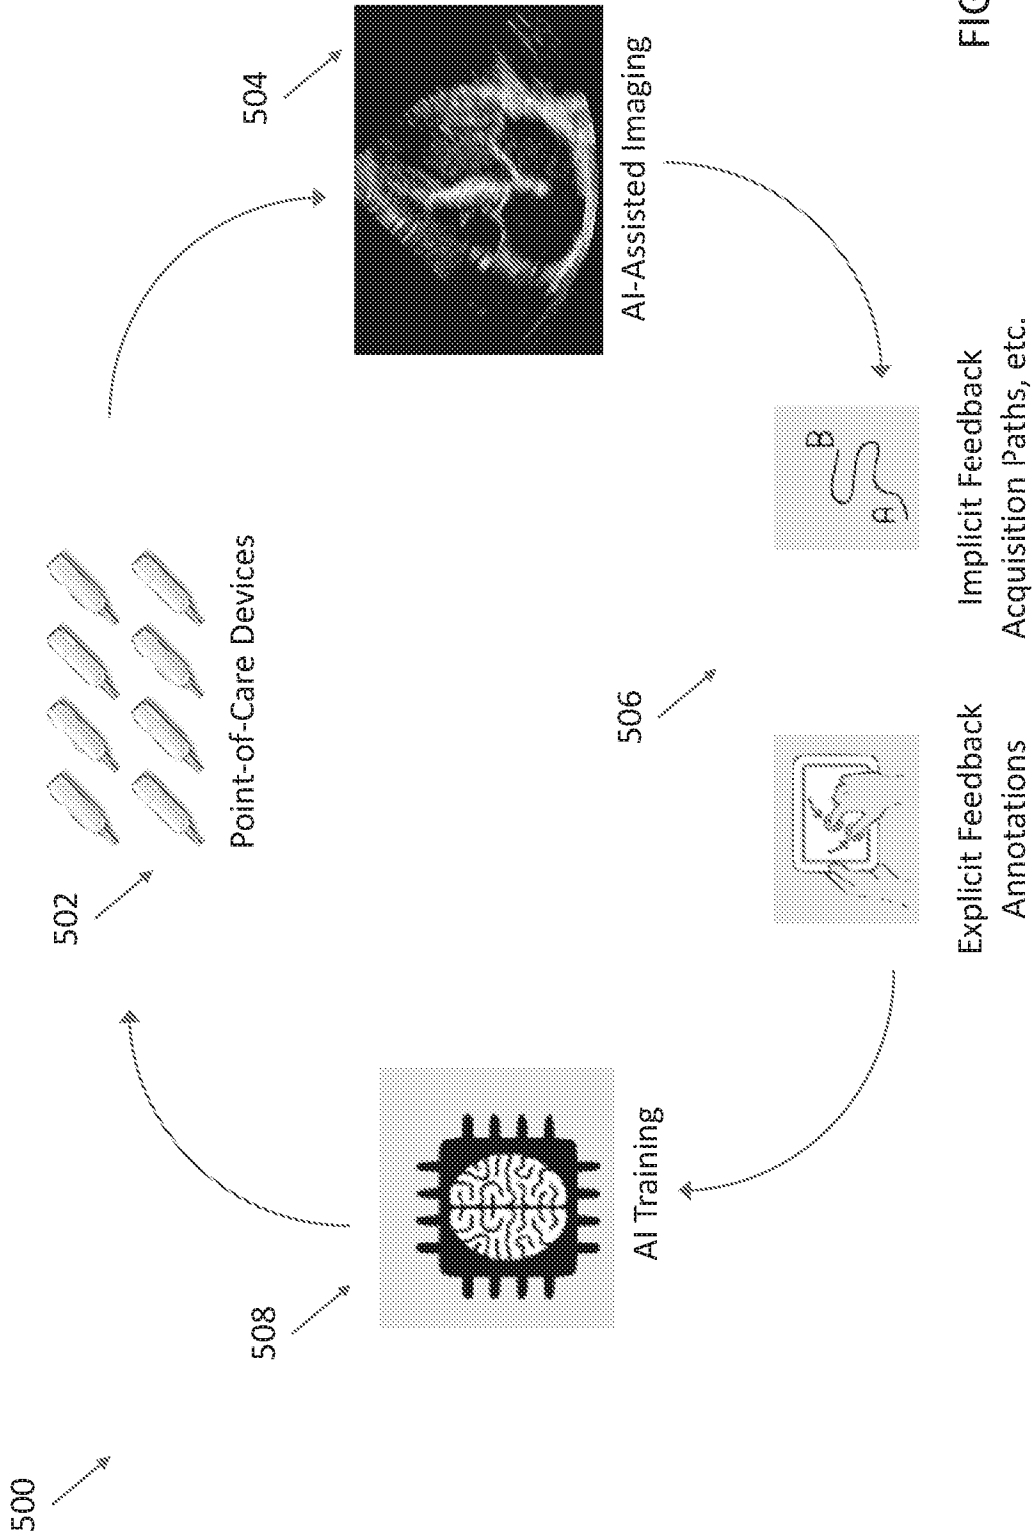 500
502
Point-of-Care Devices
504
AI-Assisted Imaging
506
Implicit Feedback
Acquisition Paths, etc.
A
B
Explicit Feedback
Annotations
508
AI Training
FIG